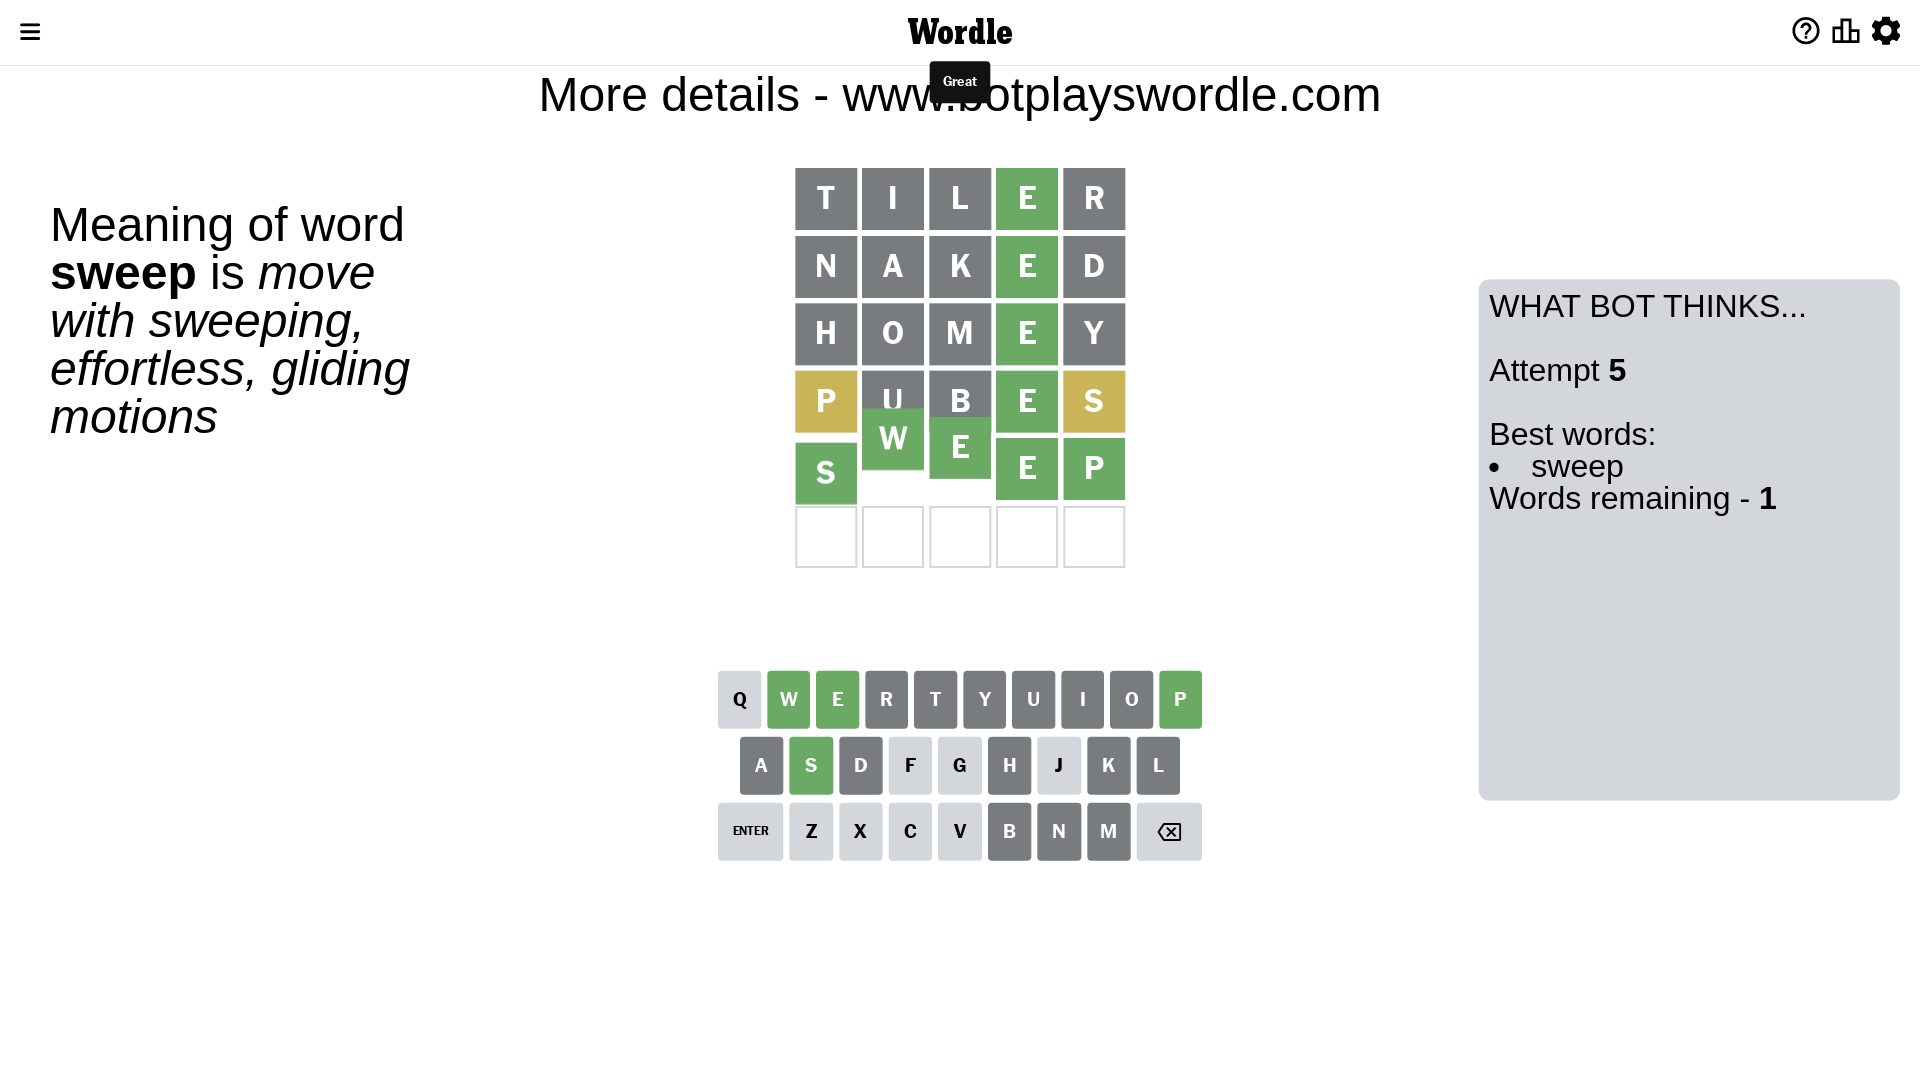 Wordle
Great
More details - www.botplayswordle.com
Meaning of word
sweep is move
with sweeping,
effortless, gliding
motions
T I L E R
N A K E D
H O M E Y
P U B E S
S W E E P
WHAT BOT THINKS...
Attempt 5
Best words:
• sweep
Words remaining - 1
Q W E R T Y U I O P
A S D F G H J K L
ENTER Z X C V B N M